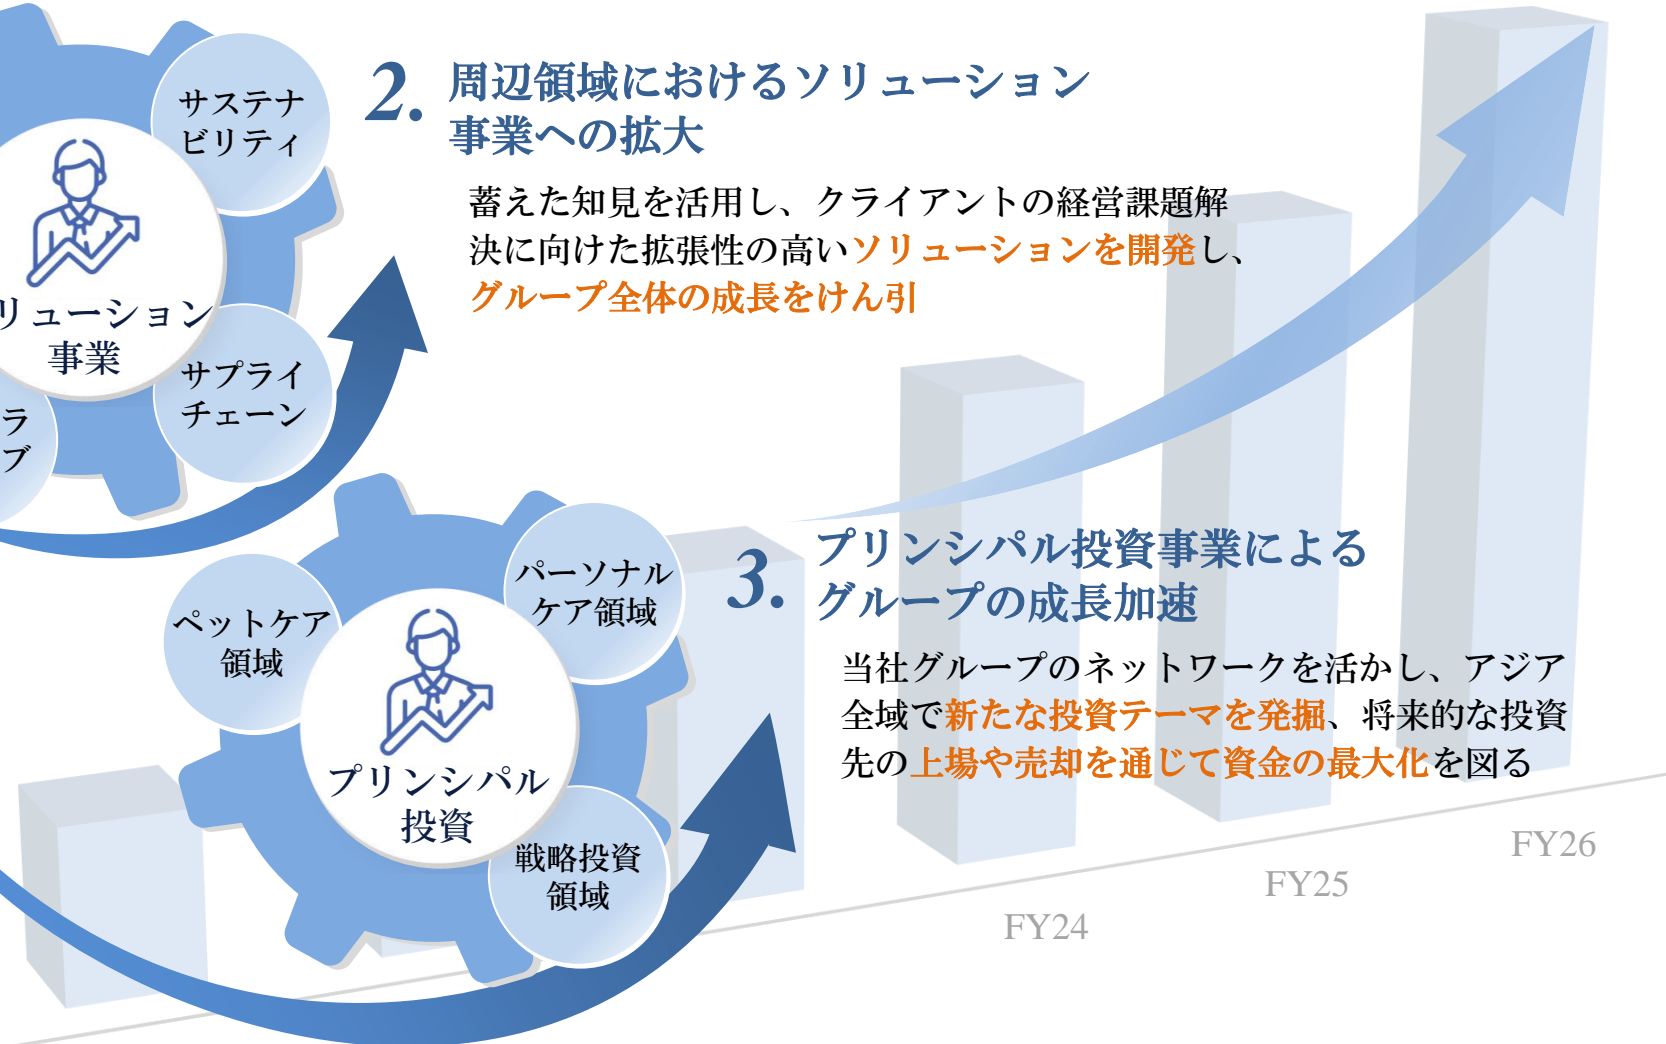 サステナ
ビリティ
リューション
事業
サプライ
チェーン
ラ
ブ
2. 周辺領域におけるソリューション
事業への拡大
蓄えた知見を活用し、クライアントの経営課題解
決に向けた拡張性の高いソリューションを開発し、
グループ全体の成長をけん引
ペットケア
領域
パーソナル
ケア領域
プリンシパル
投資
戦略投資
領域
3. プリンシパル投資事業による
グループの成長加速
当社グループのネットワークを活かし、アジア
全域で新たな投資テーマを発掘、将来的な投資
先の上場や売却を通じて資金の最大化を図る
FY24
FY25
FY26